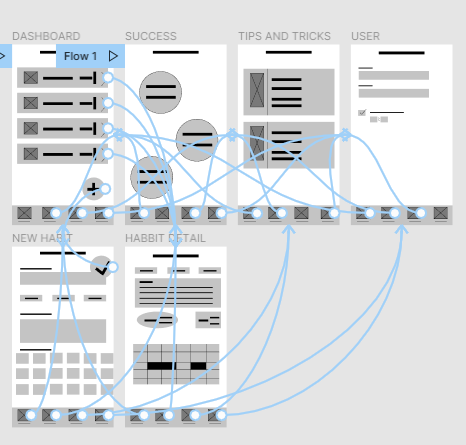 DASHBOARD
Flow 1
SUCCESS
TIPS AND TRICKS
USER
NEW HABIT
HABBIT DETAIL